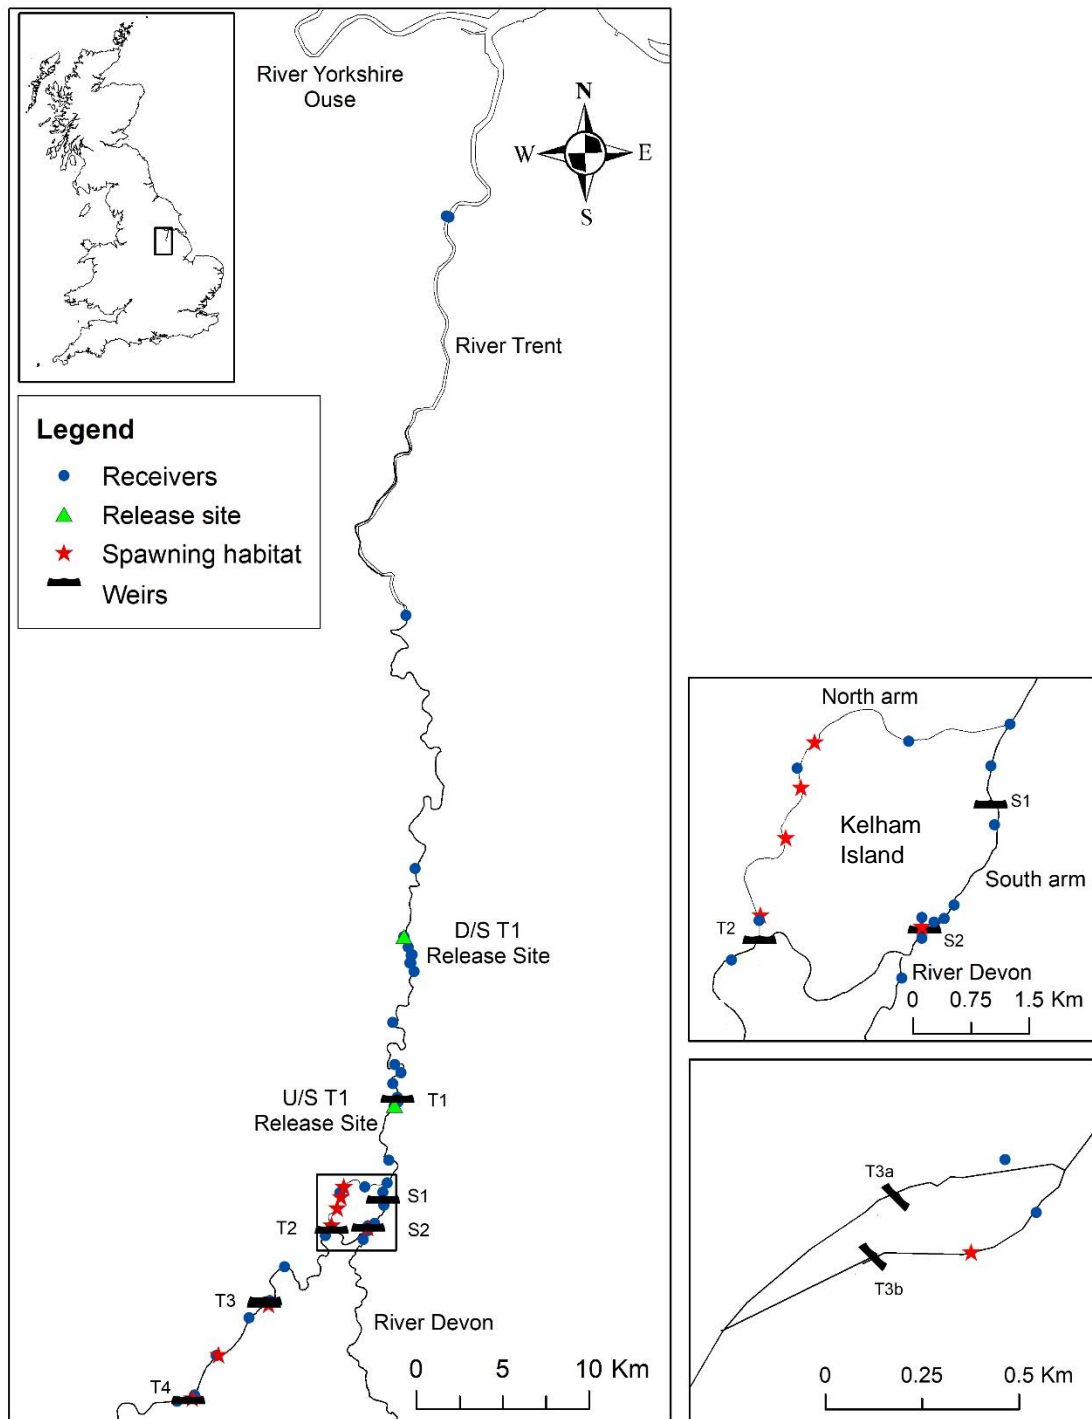 River Yorkshire
Ouse
N
W
E
S
River Trent
Legend
Receivers
Release site
Spawning habitat
Weirs
D/S T1
Release Site
U/S T1
Release Site
T1
S1
T2
S2
T3
River Devon
T4
0 5 10 Km
North arm
S1
Kelham
Island
South arm
T2
S2
River Devon
0 0.75 1.5 Km
T3a
T3b
0 0.25 0.5 Km